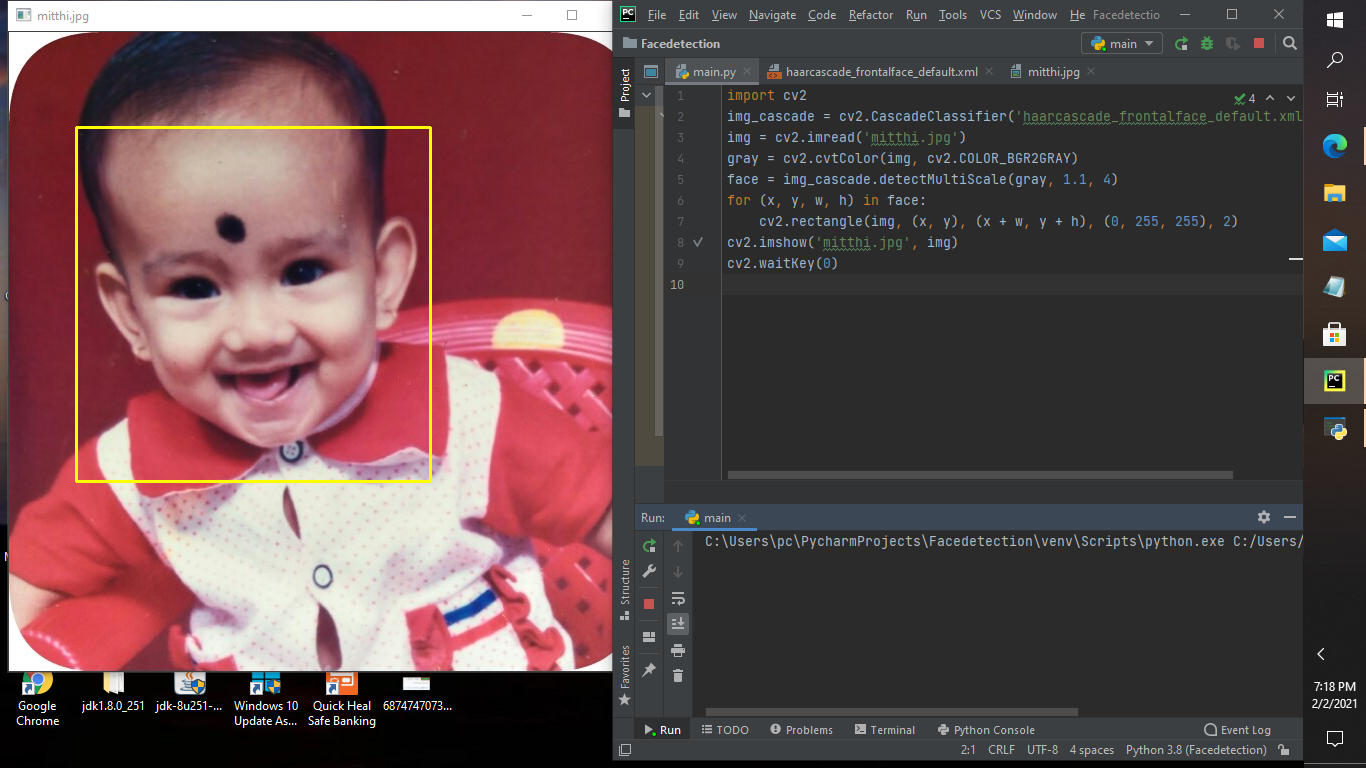 mitthi.jpg
File Edit View Navigate Code Refactor Run Tools VCS Window He Facedetectio
Facedetection
main
Project
main.py
haarcascade_frontalface_default.xml
mitthi.jpg
4
1 import cv2
2 img_cascade = cv2.CascadeClassifier('haarcascade_frontalface_default.xml
3 img = cv2.imread('mitthi.jpg')
4 gray = cv2.cvtColor(img, cv2.COLOR_BGR2GRAY)
5 face = img_cascade.detectMultiScale(gray, 1.1, 4)
6 for (x, y, w, h) in face:
7 cv2.rectangle(img, (x, y), (x + w, y + h), (0, 255, 255), 2)
8 cv2.imshow('mitthi.jpg', img)
9 cv2.waitKey(0)
10
Run: main
C:\Users\pc\PycharmProjects\Facedetection\venv\Scripts\python.exe C:/Users/
Structure
Favorites
Run TODO Problems Terminal Python Console Event Log
2:1 CRLF UTF-8 4 spaces Python 3.8 (Facedetection)
Google
Chrome
jdk1.8.0_251
jdk-8u251-...
Windows 10
Update As...
Quick Heal
Safe Banking
6874747073...
PC
PC
7:18 PM
2/2/2021